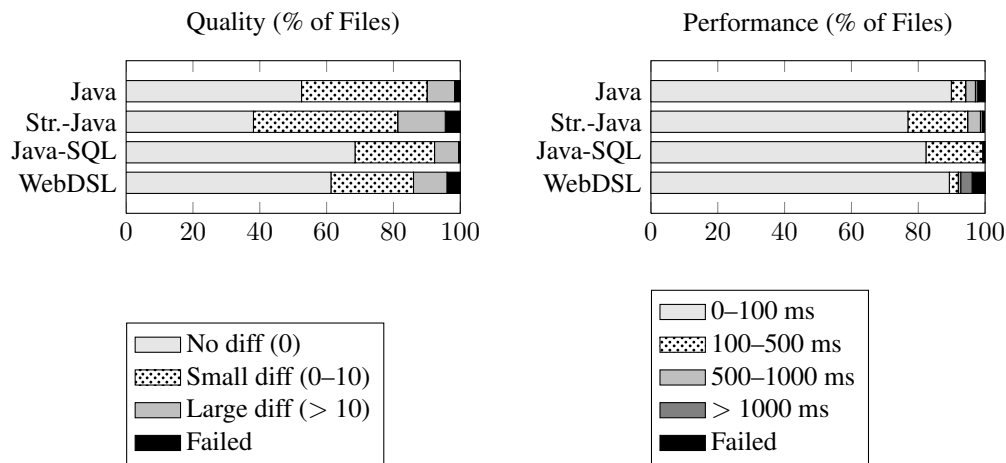 Quality (% of Files)
Java
Str.-Java
Java-SQL
WebDSL
0 20 40 60 80 100
No diff (0)
Small diff (0–10)
Large diff (> 10)
Failed
Performance (% of Files)
Java
Str.-Java
Java-SQL
WebDSL
0 20 40 60 80 100
0–100 ms
100–500 ms
500–1000 ms
> 1000 ms
Failed